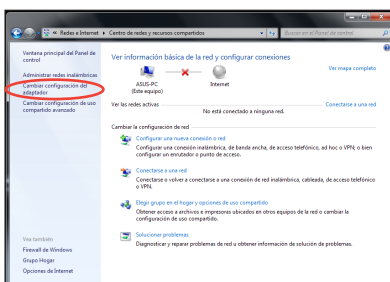 « Redes e Internet ▸ Centro de redes y recursos compartidos
Buscar en el Panel de control
Ventana principal del Panel de
control
Administrar redes inalámbricas
Cambiar configuración del
adaptador
Cambiar configuración de uso
compartido avanzado
Ver información básica de la red y configurar conexiones
Ver mapa completo
ASUS-PC
(Este equipo)
Internet
Ver las redes activas
Conectarse a una red
No está conectado a ninguna red.
Cambiar la configuración de red
Configurar una nueva conexión o red
Configurar una conexión inalámbrica, de banda ancha, de acceso telefónico, ad hoc o VPN; o bien
configurar un enrutador o punto de acceso.
Conectarse a una red
Conectarse o volver a conectarse a una conexión de red inalámbrica, cableada, de acceso telefónico
o VPN.
Elegir grupo en el hogar y opciones de uso compartido
Obtener acceso a archivos e impresoras ubicados en otros equipos de la red o cambiar la
configuración de uso compartido.
Solucionar problemas
Diagnosticar y reparar problemas de red u obtener información de solución de problemas.
Vea también
Firewall de Windows
Grupo Hogar
Opciones de Internet